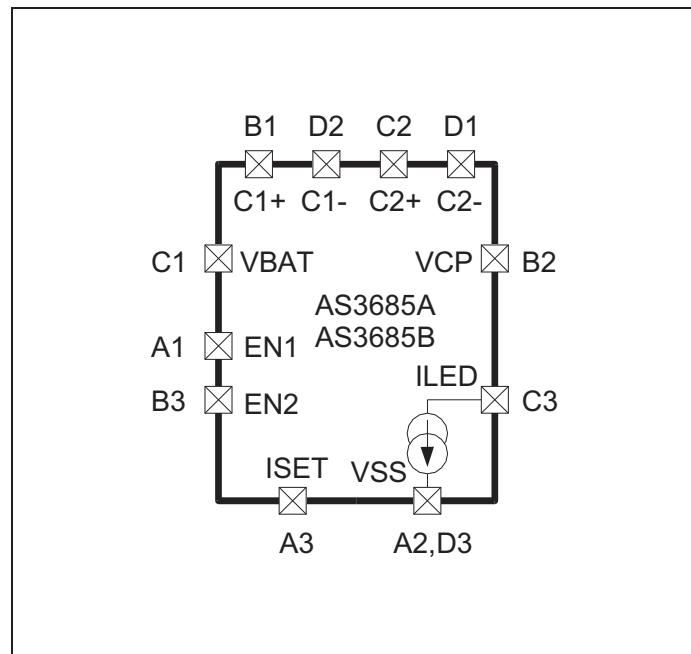 B1 D2 C2 D1
C1+ C1- C2+ C2-
C1 VBAT VCP B2
AS3685A
A1 EN1 AS3685B
ILED
B3 EN2 C3
ISET VSS
A3 A2,D3